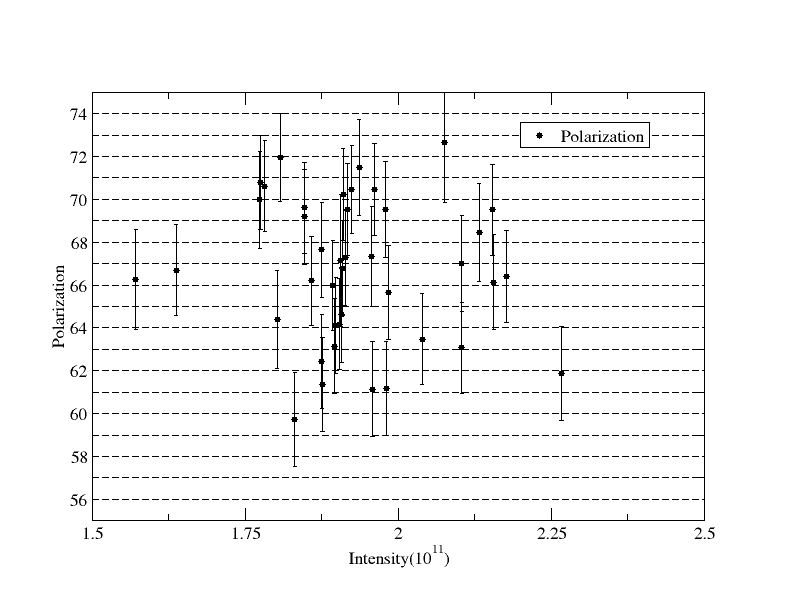 74
72
70
68
66
64
62
60
58
56
Polarization
Polarization
1.5 1.75 2 2.25 2.5
Intensity(10^11)